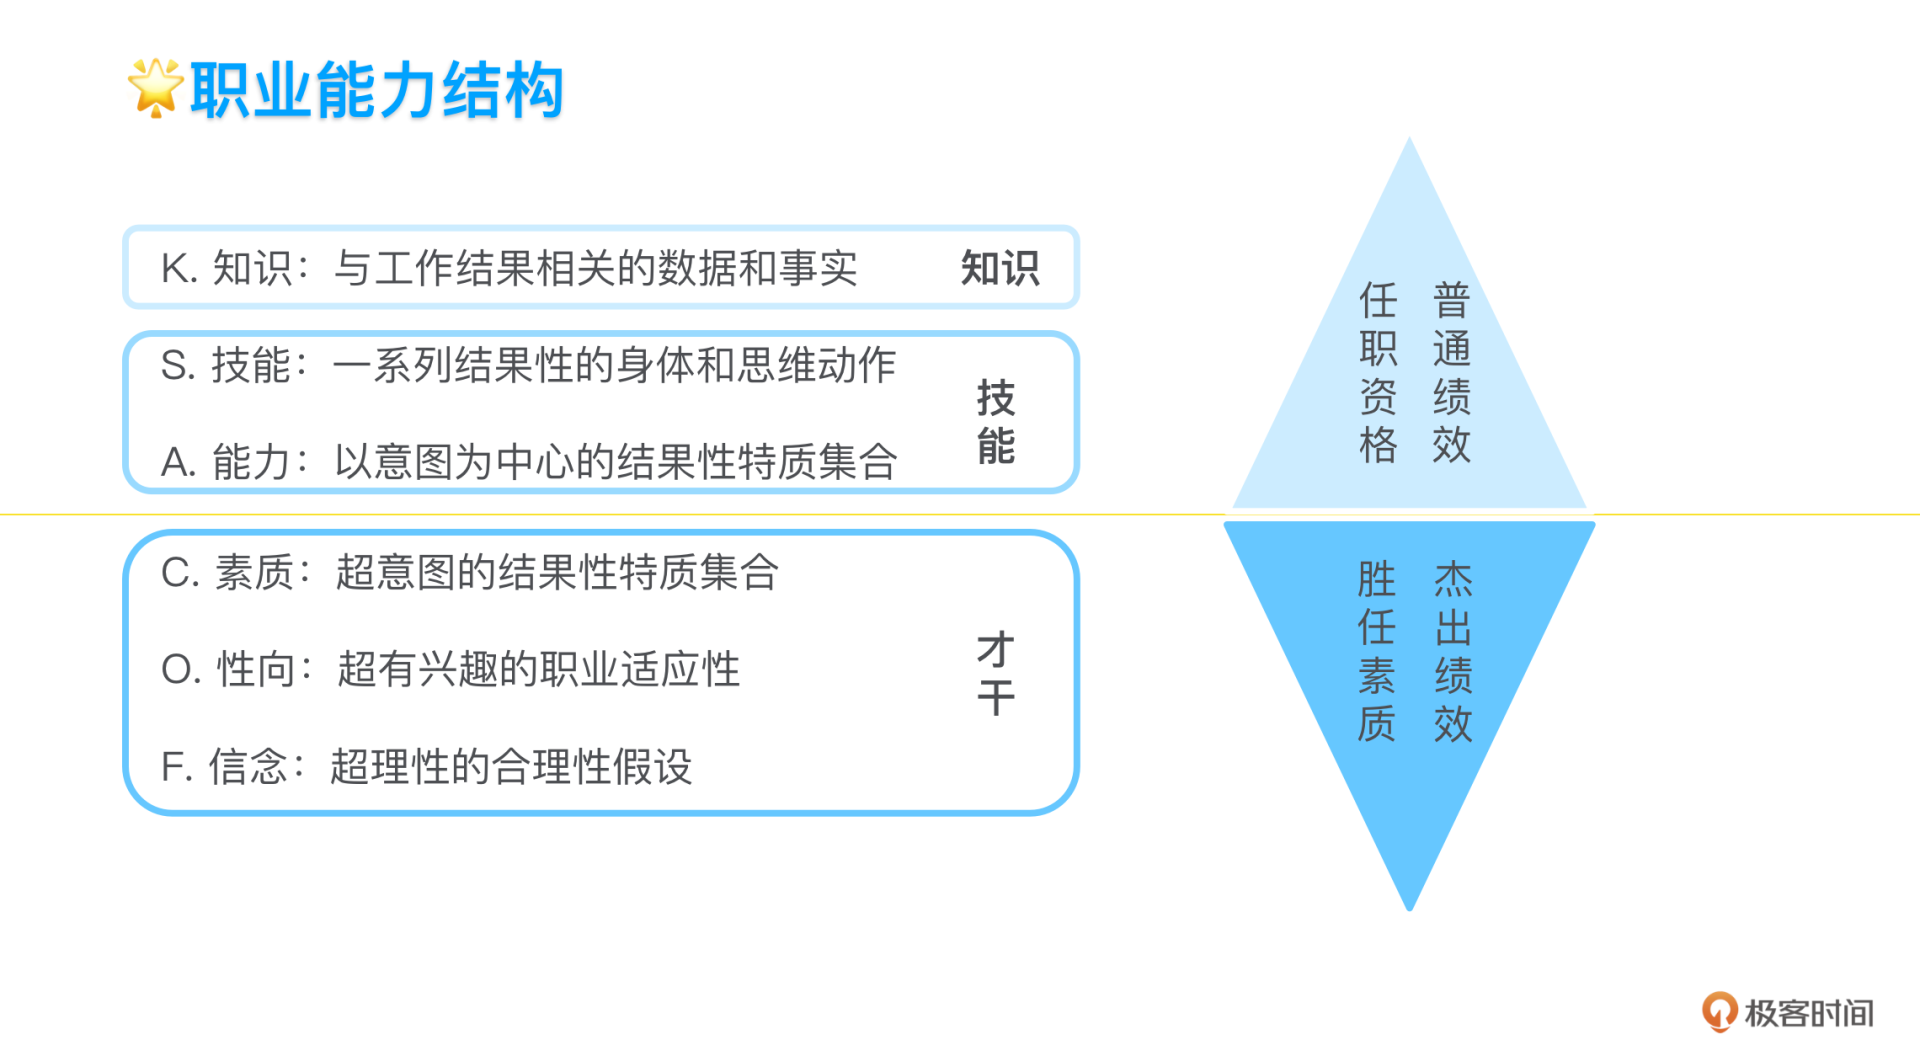 🌟职业能力结构
K. 知识：与工作结果相关的数据和事实
知识
S. 技能：一系列结果性的身体和思维动作
A. 能力：以意图为中心的结果性特质集合
技能
C. 素质：超意图的结果性特质集合
O. 性向：超有兴趣的职业适应性
F. 信念：超理性的合理性假设
才干
任职资格
普通绩效
胜任素质
杰出绩效
极客时间